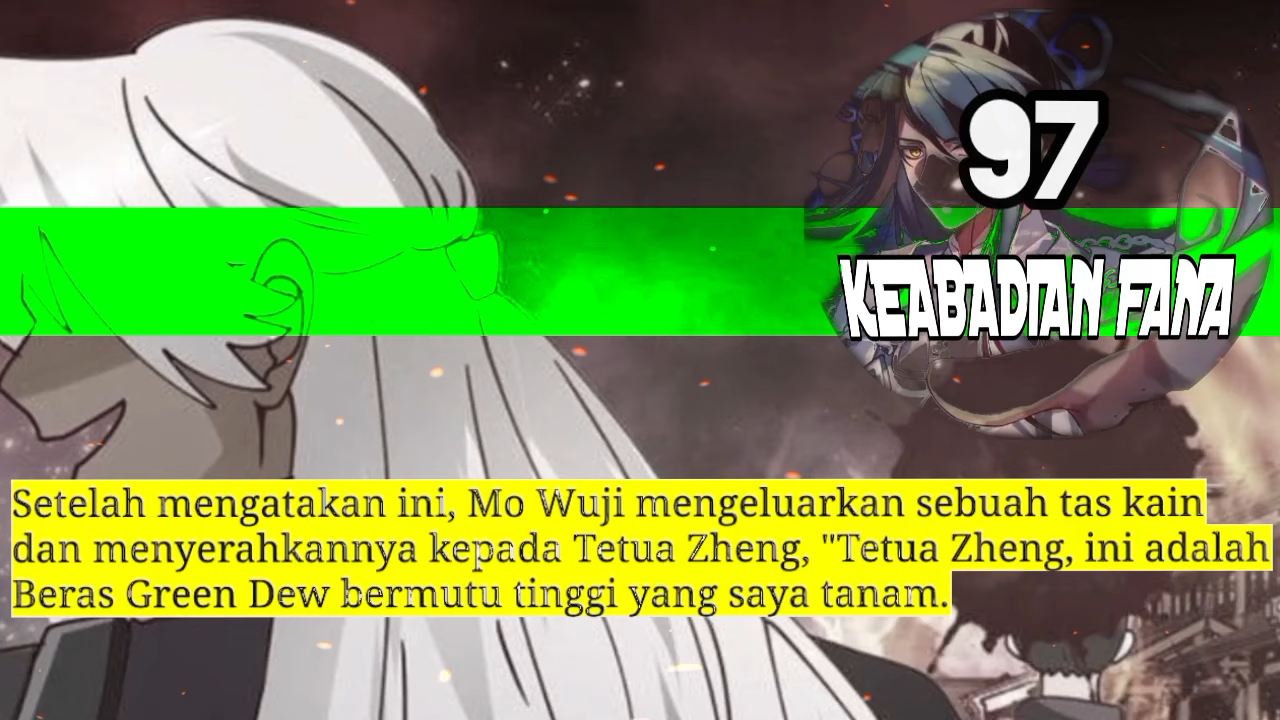 97
KEABADIAN FANA
Setelah mengatakan ini, Mo Wuji mengeluarkan sebuah tas kain
dan menyerahkannya kepada Tetua Zheng, "Tetua Zheng, ini adalah
Beras Green Dew bermutu tinggi yang saya tanam.